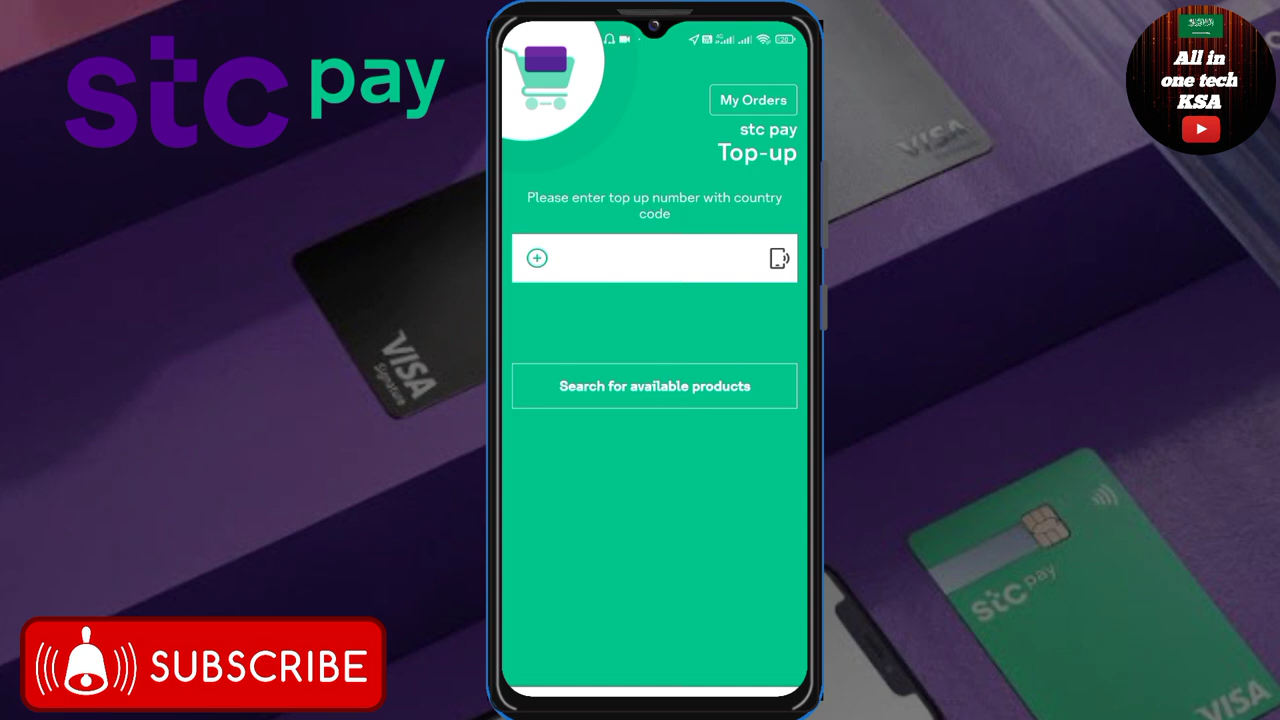 stc pay
My Orders
stc pay
Top-up
Please enter top up number with country
code
Search for available products
All in
one tech
KSA
VISA
VISA
Signature
stc pay
VISA
SUBSCRIBE